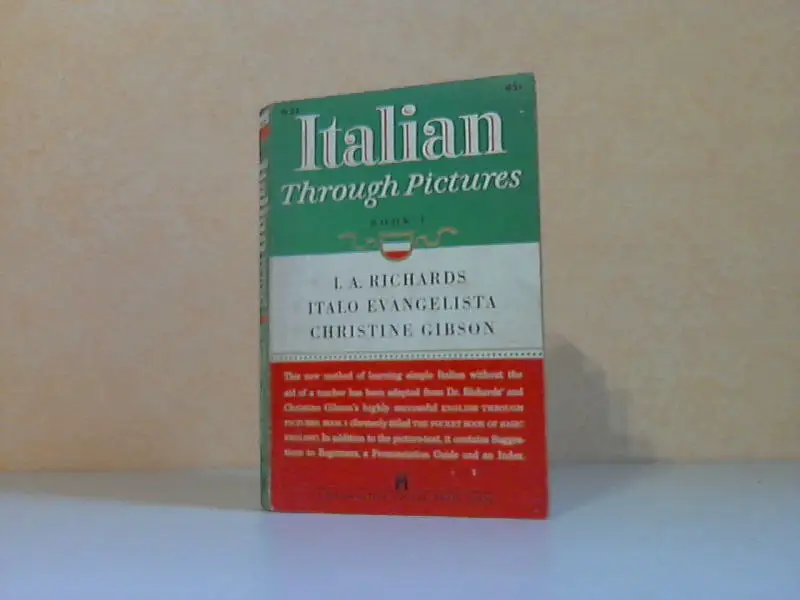 Italian
Through Pictures
BOOK 1
I. A. RICHARDS
ITALO EVANGELISTA
CHRISTINE GIBSON
This new method of learning simple Italian without the
aid of a teacher has been adapted from Dr. Richards' and
Christine Gibson's highly successful ENGLISH THROUGH
PICTURES BOOK 1 (formerly titled THE POCKET BOOK OF BASIC
ENGLISH). In addition to the picture-text, it contains Sugges-
tions to Beginners, a Pronunciation Guide and an Index.